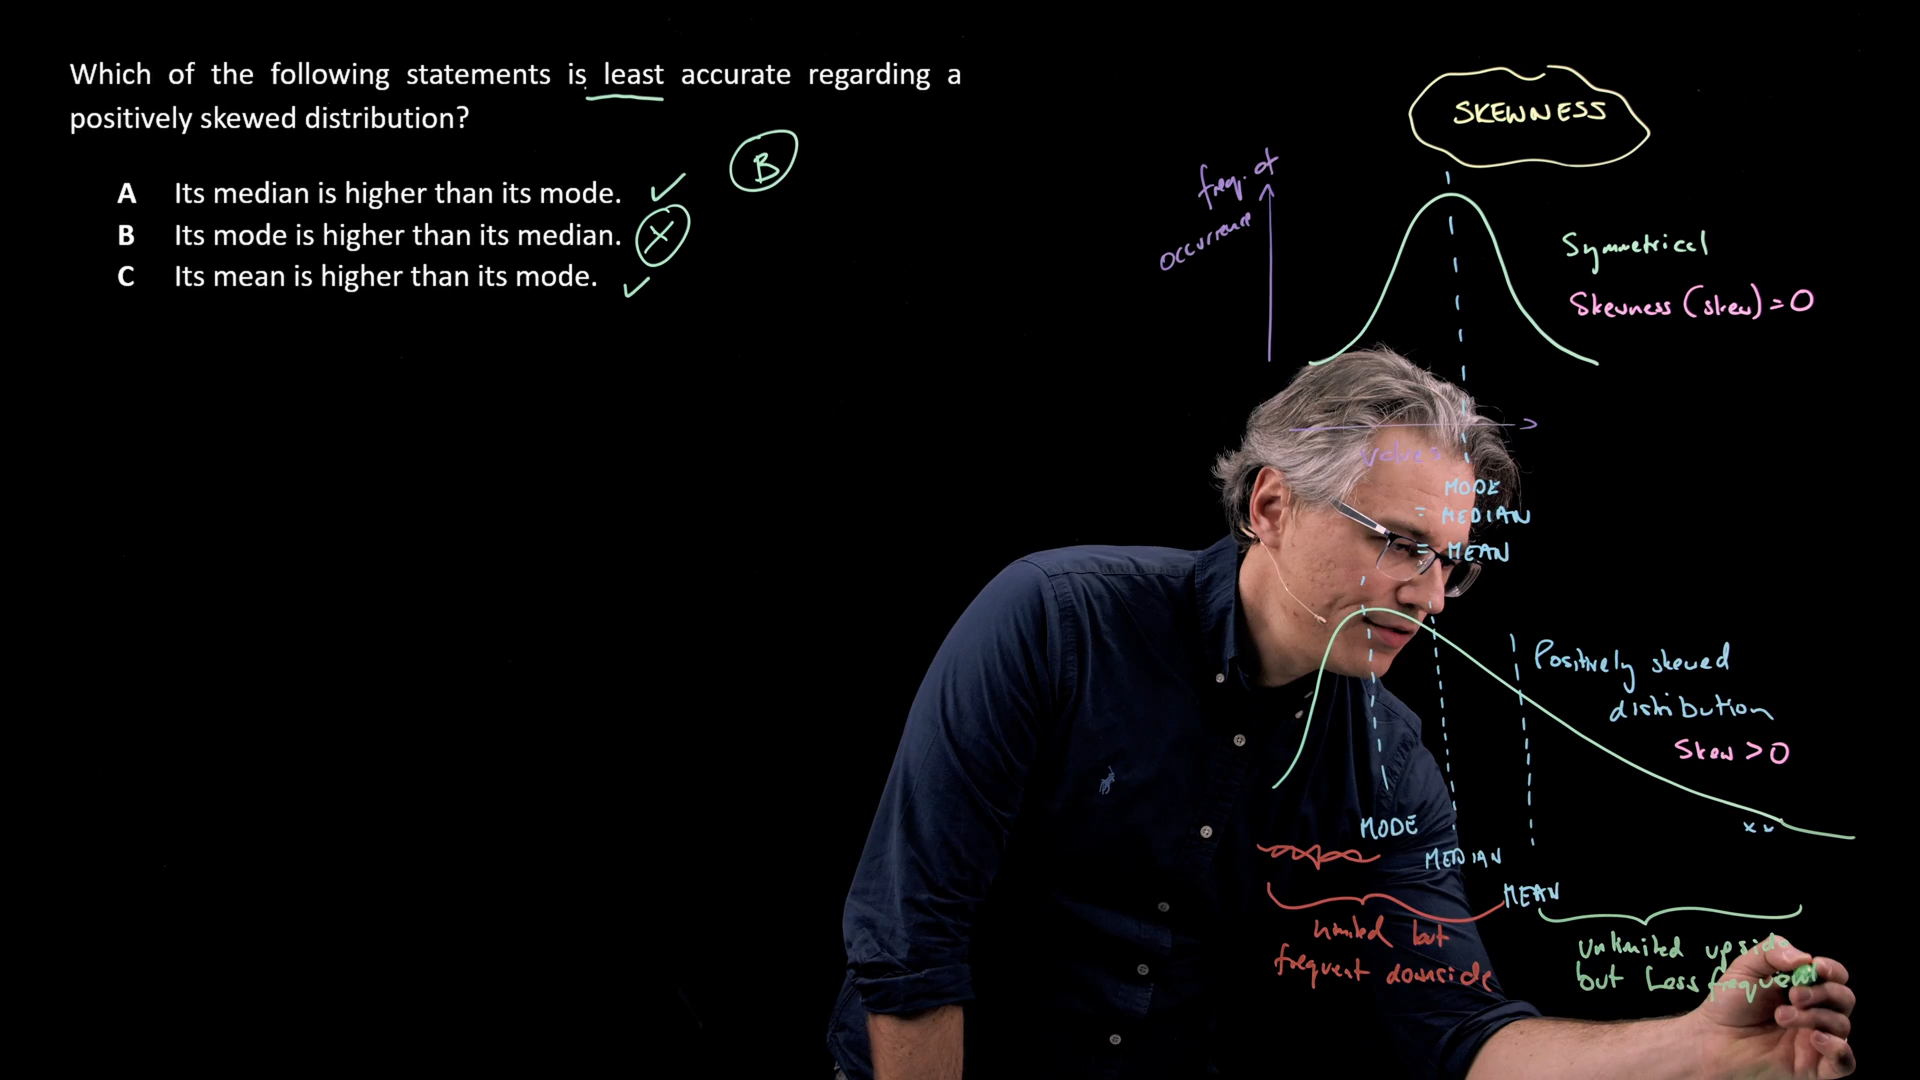 Which of the following statements is least accurate regarding a
positively skewed distribution?
B
A Its median is higher than its mode.
B Its mode is higher than its median.
C Its mean is higher than its mode.
SKEWNESS
freq. of
occurrence
Symmetrical
Skewness (skew) = 0
values
MODE
= MEDIAN
= MEAN
Positively skewed
distribution
Skew > 0
MODE
MEDIAN
MEAN
limited but
frequent downside
unlimited upside
but less frequent